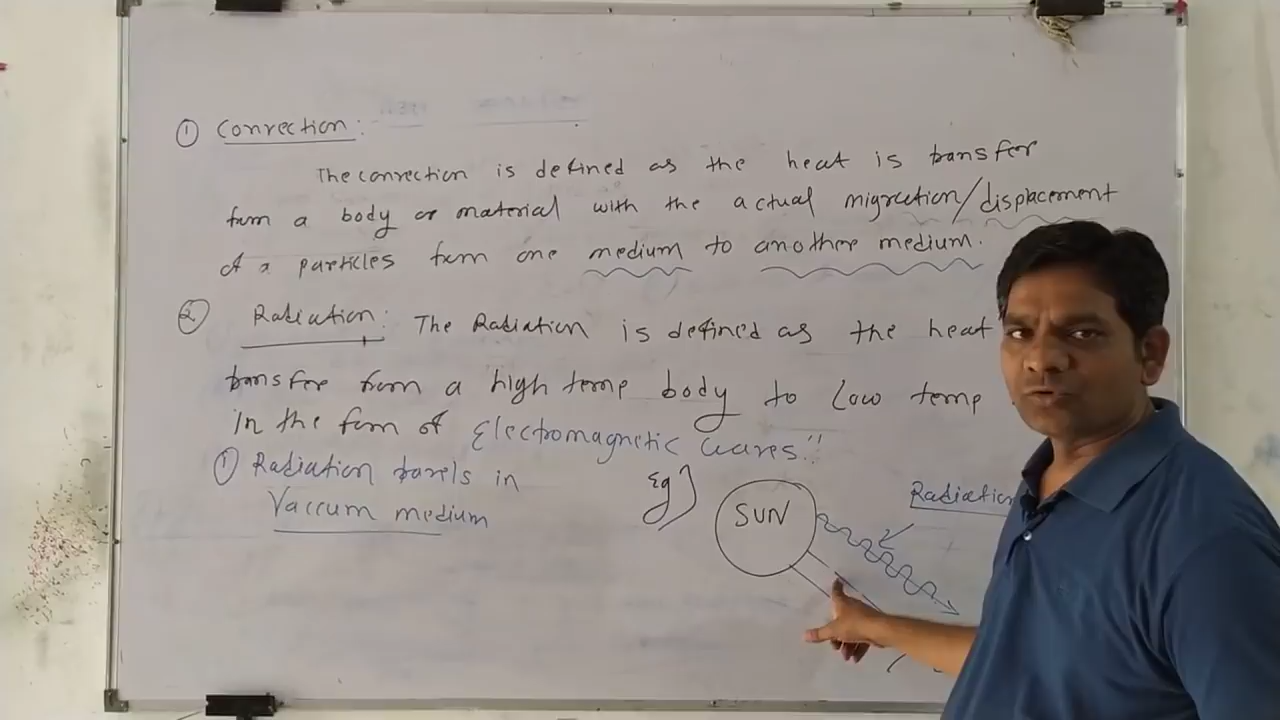 ① Convection:
The convection is defined as the heat is transfer
from a body or material with the actual migration/displacement
of a particles from one medium to another medium.
② Radiation: The Radiation is defined as the heat
transfer from a high temp body to low temp
in the form of Electromagnetic waves!!
① Radiation travels in
Vaccum medium
Eg)
SUN
Radiation